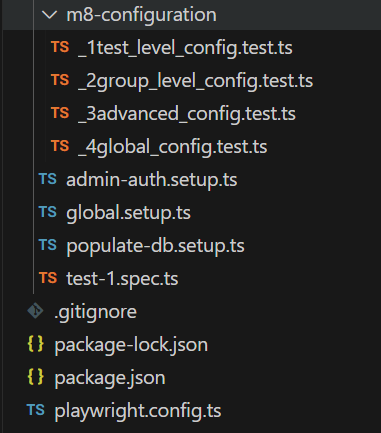 m8-configuration
TS _1test_level_config.test.ts
TS _2group_level_config.test.ts
TS _3advanced_config.test.ts
TS _4global_config.test.ts
TS admin-auth.setup.ts
TS global.setup.ts
TS populate-db.setup.ts
TS test-1.spec.ts
.gitignore
{} package-lock.json
{} package.json
TS playwright.config.ts